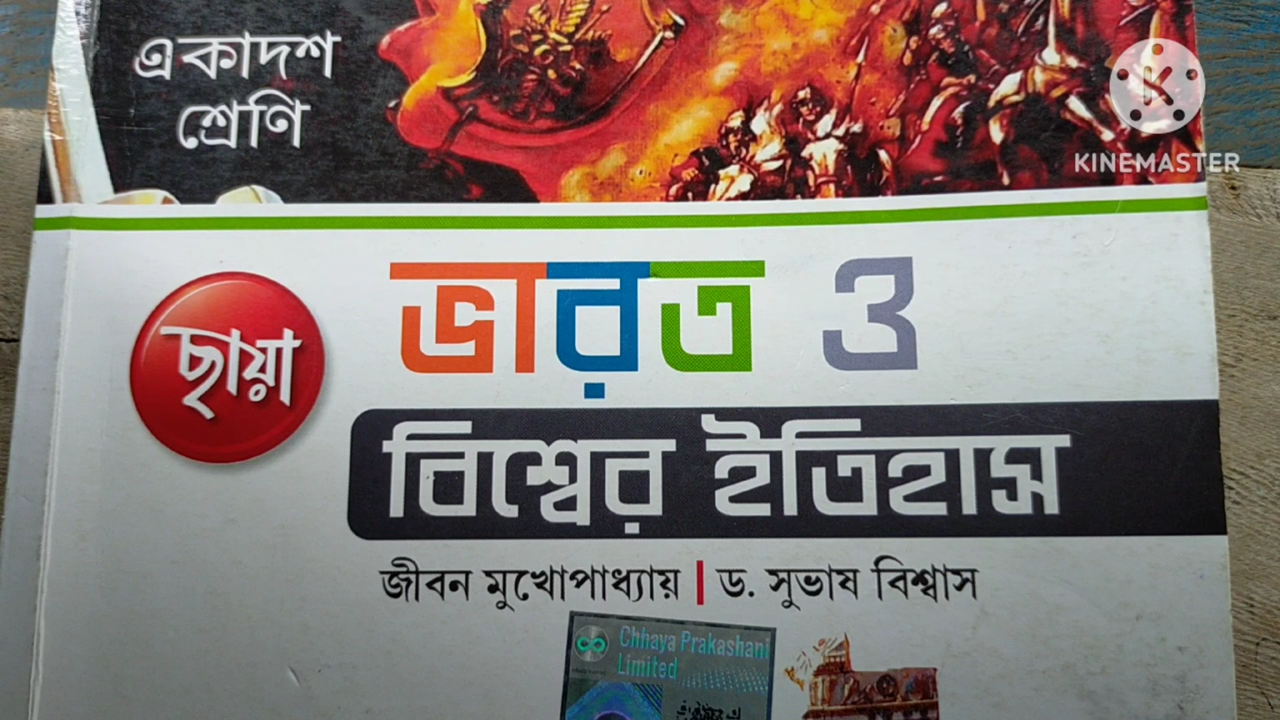 একাদশ
শ্রেণি
KINEMASTER
ছায়া
ভারত ও
বিশ্বের ইতিহাস
জীবন মুখোপাধ্যায় | ড. সুভাষ বিশ্বাস
Chhaya Prakashani
Limited